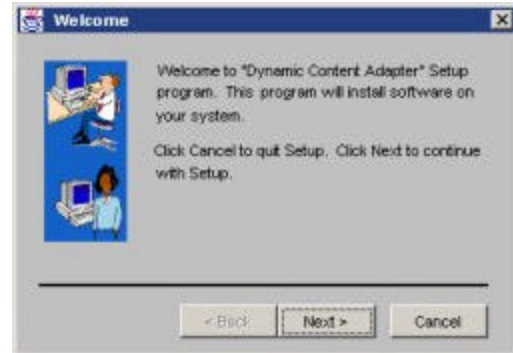 Welcome
Welcome to "Dynamic Content Adapter" Setup
program. This program will install software on
your system.
Click Cancel to quit Setup. Click Next to continue
with Setup.
< Back
Next >
Cancel